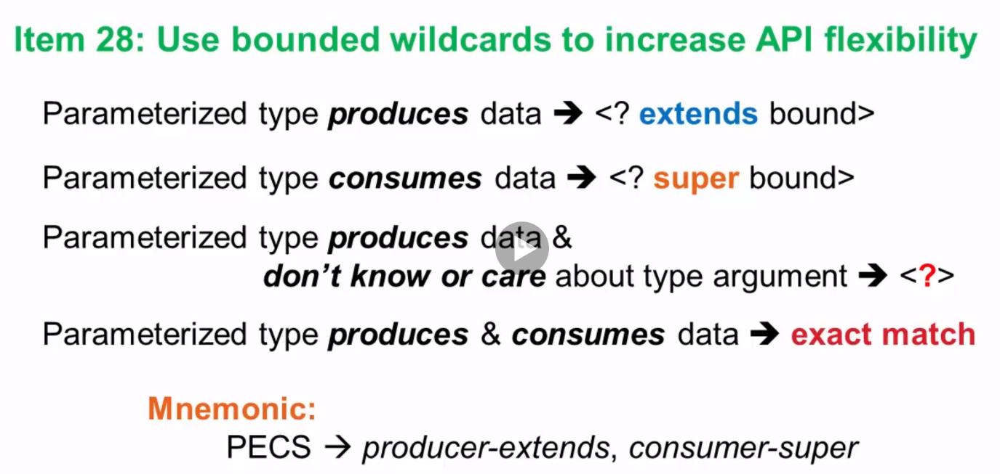 Item 28: Use bounded wildcards to increase API flexibility
Parameterized type produces data ➔ <? extends bound>
Parameterized type consumes data ➔ <? super bound>
Parameterized type produces data &
don’t know or care about type argument ➔ <?>
Parameterized type produces & consumes data ➔ exact match
Mnemonic:
PECS → producer-extends, consumer-super